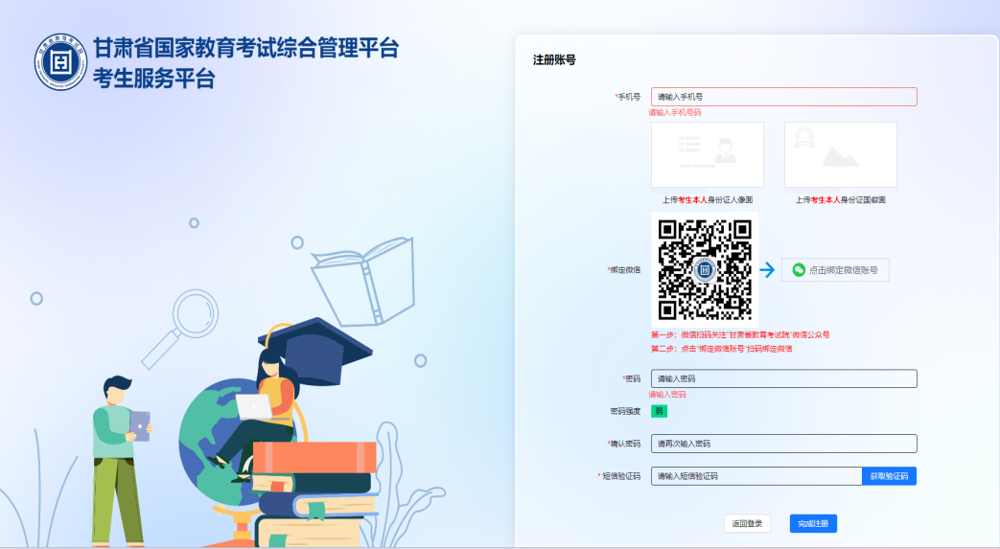 甘肃省国家教育考试综合管理平台
考生服务平台
注册账号
*手机号 请输入手机号
请输入手机号码
上传考生本人身份证人像面 上传考生本人身份证国徽面
*绑定微信 点击绑定微信账号
第一步：微信扫码关注"甘肃省教育考试院"微信公众号
第二步：点击"绑定微信账号"扫码绑定微信
*密码 请输入密码
请输入密码
密码强度 弱
*确认密码 请再次输入密码
* 短信验证码 请输入短信验证码 获取验证码
返回登录 完成注册